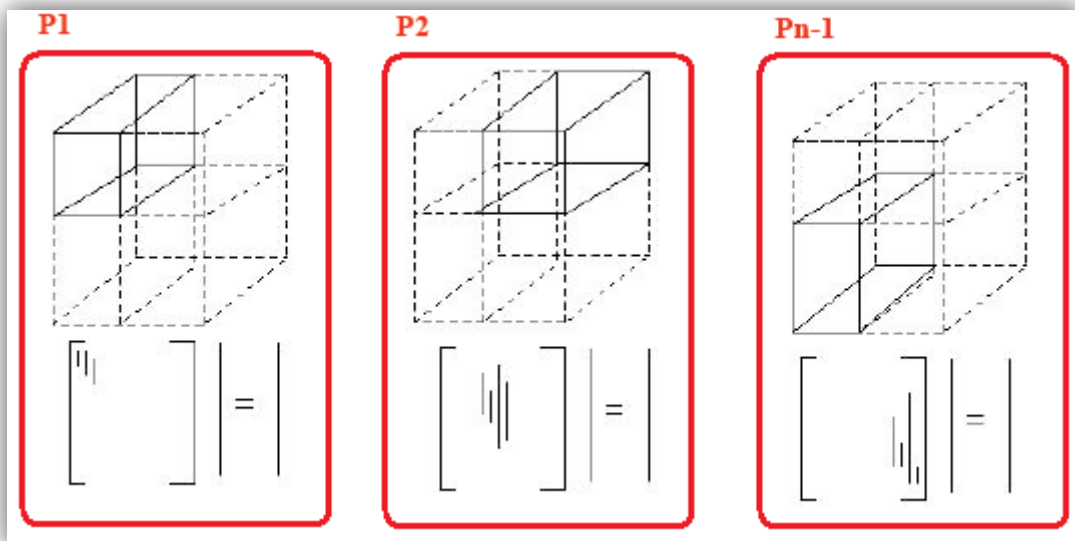 P1
P2
Pn-1
=
=
=